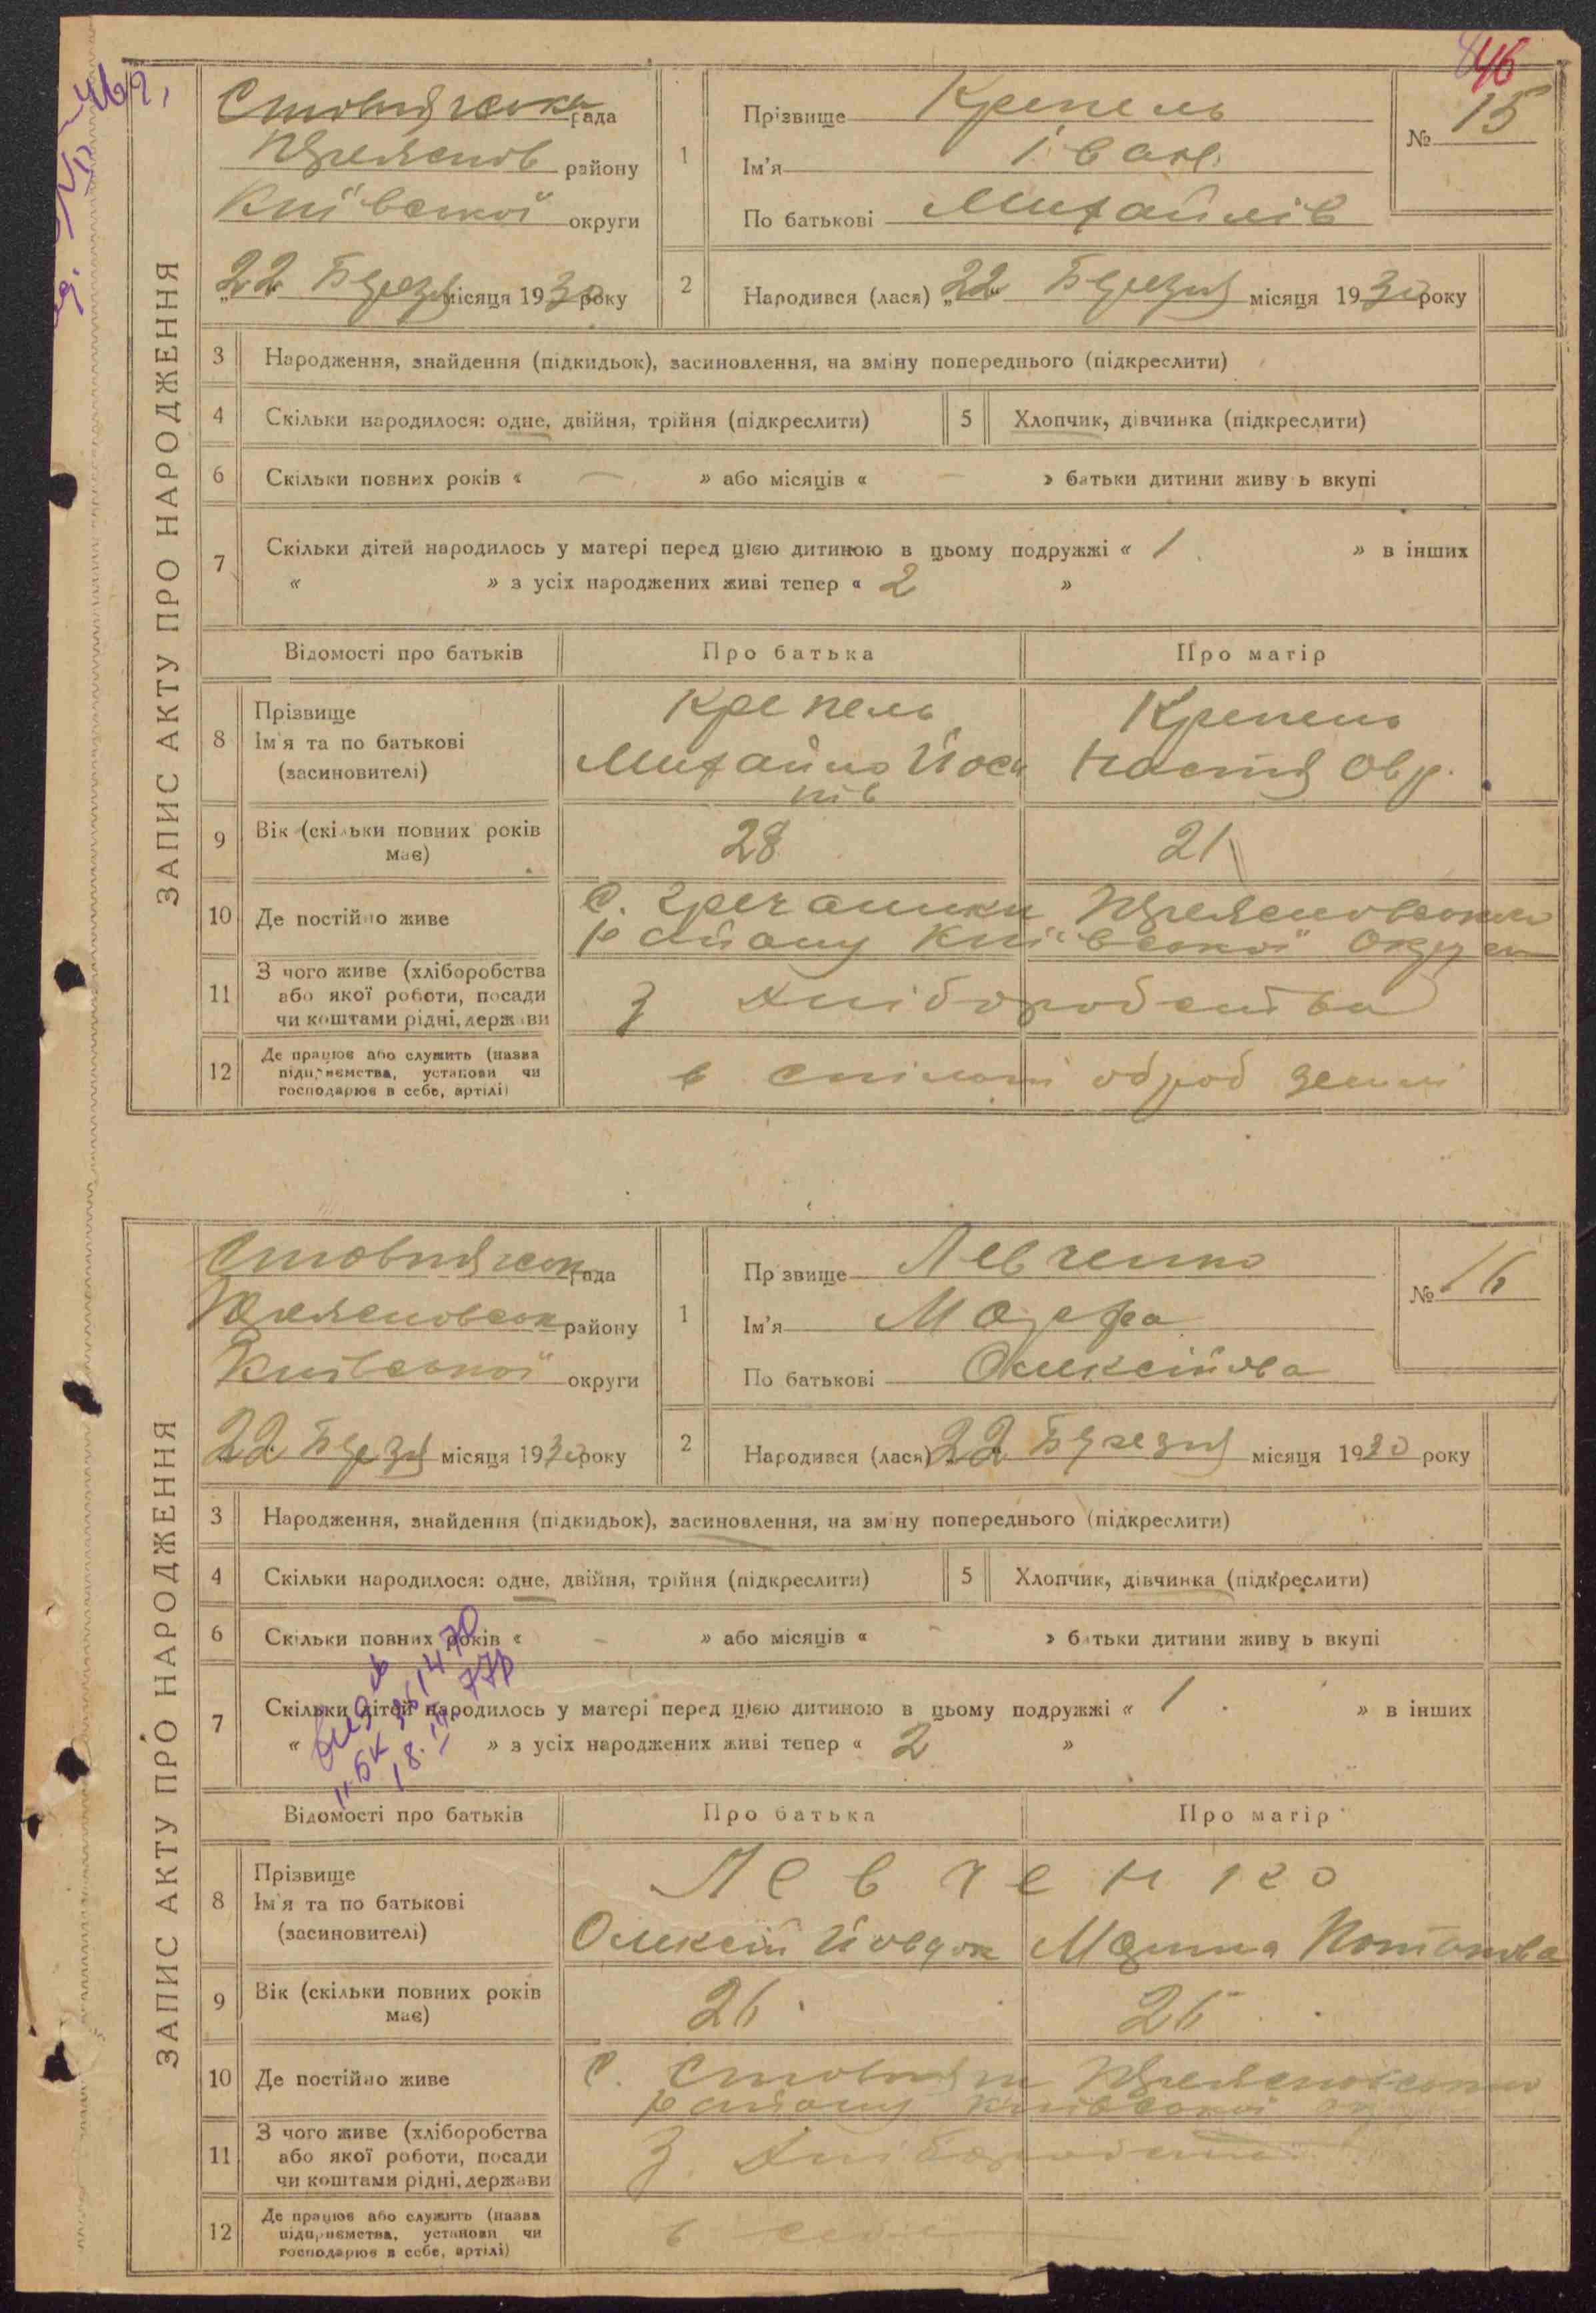 46
ЗАПИС АКТУ ПРО НАРОДЖЕННЯ
Стовпязька рада
району
Київської округи
22 Березня місяця 1930 року
1
Прізвище Крепель
Ім'я Іван
По батькові Михайлів
№ 15
2
Народився (лася) „22" Березня місяця 1930 року
3 Народження, знайдення (підкидьок), засиновлення, на зміну попереднього (підкреслити)
4 Скільки народилося: одне, двійня, трійня (підкреслити)
5 Хлопчик, дівчинка (підкреслити)
6 Скільки повних років « — » або місяців « — » батьки дитини живуть вкупі
7 Скільки дітей народилось у матері перед цією дитиною в цьому подружжі « 1 » в інших
« » з усіх народжених живі тепер « 2 »
Відомості про батьків Про батька Про матір
8 Прізвище
Ім'я та по батькові
(засиновителі)
Крепель
Михайло Йоси
пів
Крепель
Настя Овр.
9 Вік (скільки повних років
має)
28 21
10 Де постійно живе
с. Гречаники
району Київської Округи
11 З чого живе (хліборобства
або якої роботи, посади
чи коштами рідні, держави
З Хліборобства
12 Де працює або служить (назва
підприємства, установи чи
господарює в себе, артілі)
в спільні оброб землі
ЗАПИС АКТУ ПРО НАРОДЖЕННЯ
Стовпязьк рада
району
Київської округи
22 Березня місяця 1930 року
1
Прізвище Левченко
Ім'я
По батькові Олексійова
№ 16
2
Народився (лася) 22 Березня місяця 1930 року
3 Народження, знайдення (підкидьок), засиновлення, на зміну попереднього (підкреслити)
4 Скільки народилося: одне, двійня, трійня (підкреслити)
5 Хлопчик, дівчинка (підкреслити)
6 Скільки повних років « — » або місяців « — » батьки дитини живуть вкупі
7 Скільки дітей народилось у матері перед цією дитиною в цьому подружжі « 1 » в інших
« » з усіх народжених живі тепер « 2 »
Відомості про батьків Про батька Про матір
8 Прізвище
Ім'я та по батькові
(засиновителі)
Левченко
Олексій
9 Вік (скільки повних років
має)
26
10 Де постійно живе
с. Стовпяги
району Київської
11 З чого живе (хліборобства
або якої роботи, посади
чи коштами рідні, держави
З Хліборобства
12 Де працює або служить (назва
підприємства, установи чи
господарює в себе, артілі)
в себе